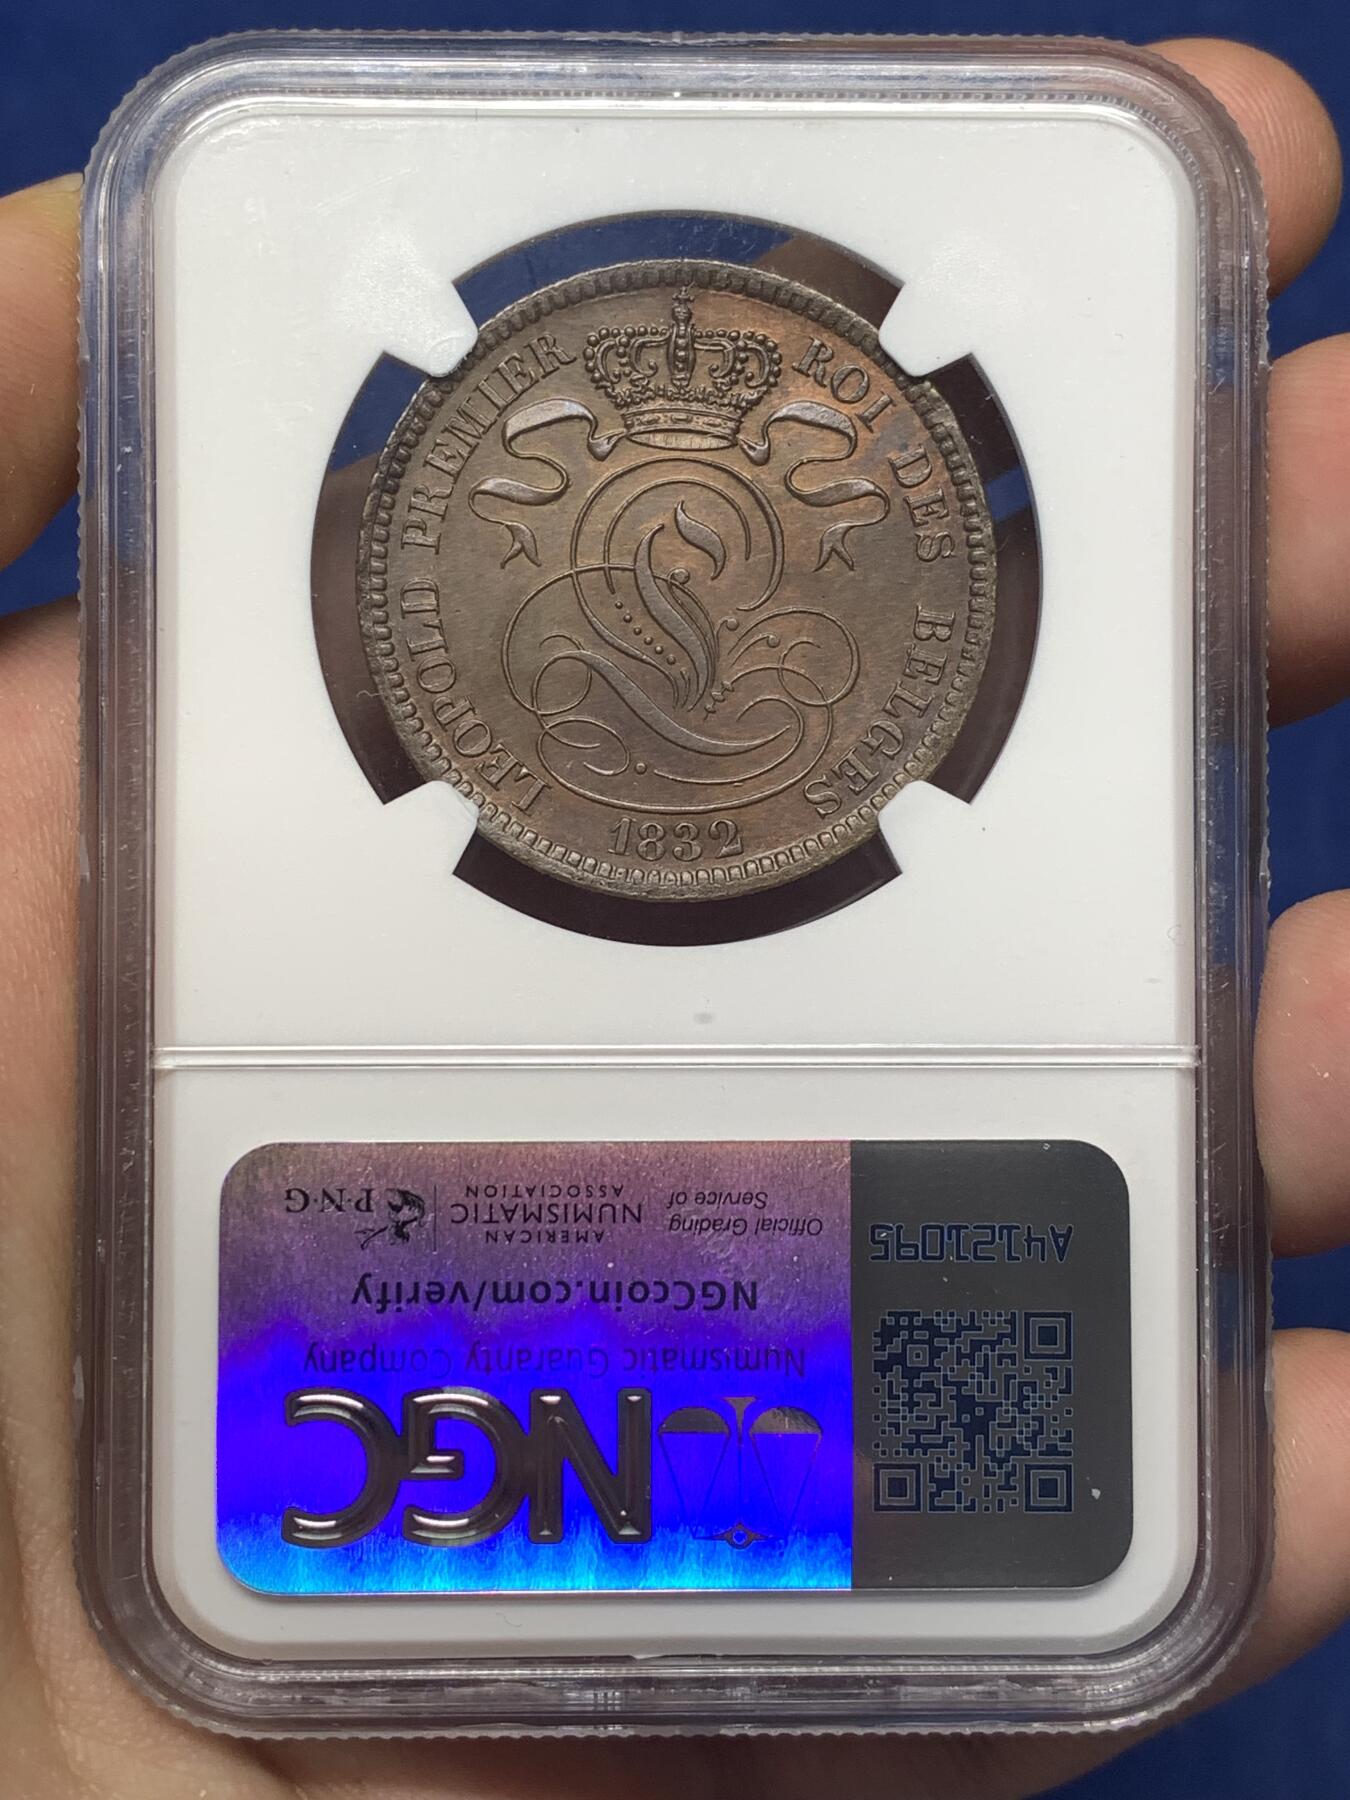 LEOPOLD PREMIER ROI DES BELGES
1832
NGC
Numismatic Guaranty Company
NGCcoin.com/verify
Official Grading
Service of
AMERICAN
NUMISMATIC
ASSOCIATION
P·N·G
A4121095